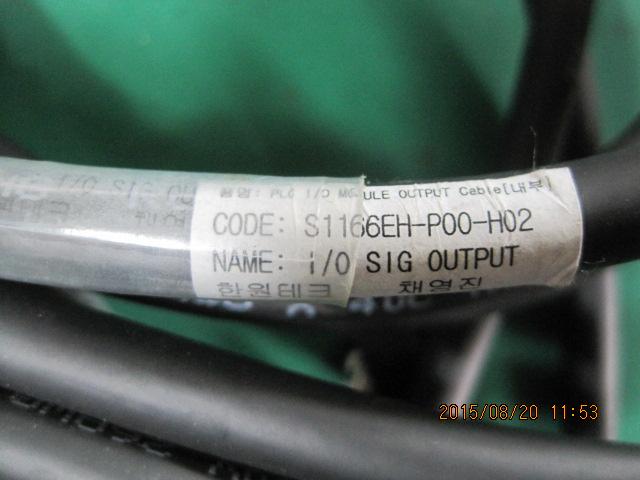 품명: PLC I/O MODULE OUTPUT Cable[내부]
CODE: S1166EH-P00-H02
NAME: I/O SIG OUTPUT
한원테크 채열진
I/O SIG
2015/08/20 11:53